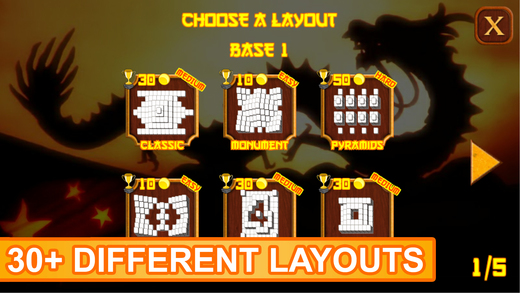 CHOOSE A LAYOUT
X
BASE 1
30 MEDIUM
10 EASY
50 HARD
CLASSIC
MONUMENT
PYRAMIDS
10 EASY
30 MEDIUM
30 MEDIUM
4
30+ DIFFERENT LAYOUTS
1/5